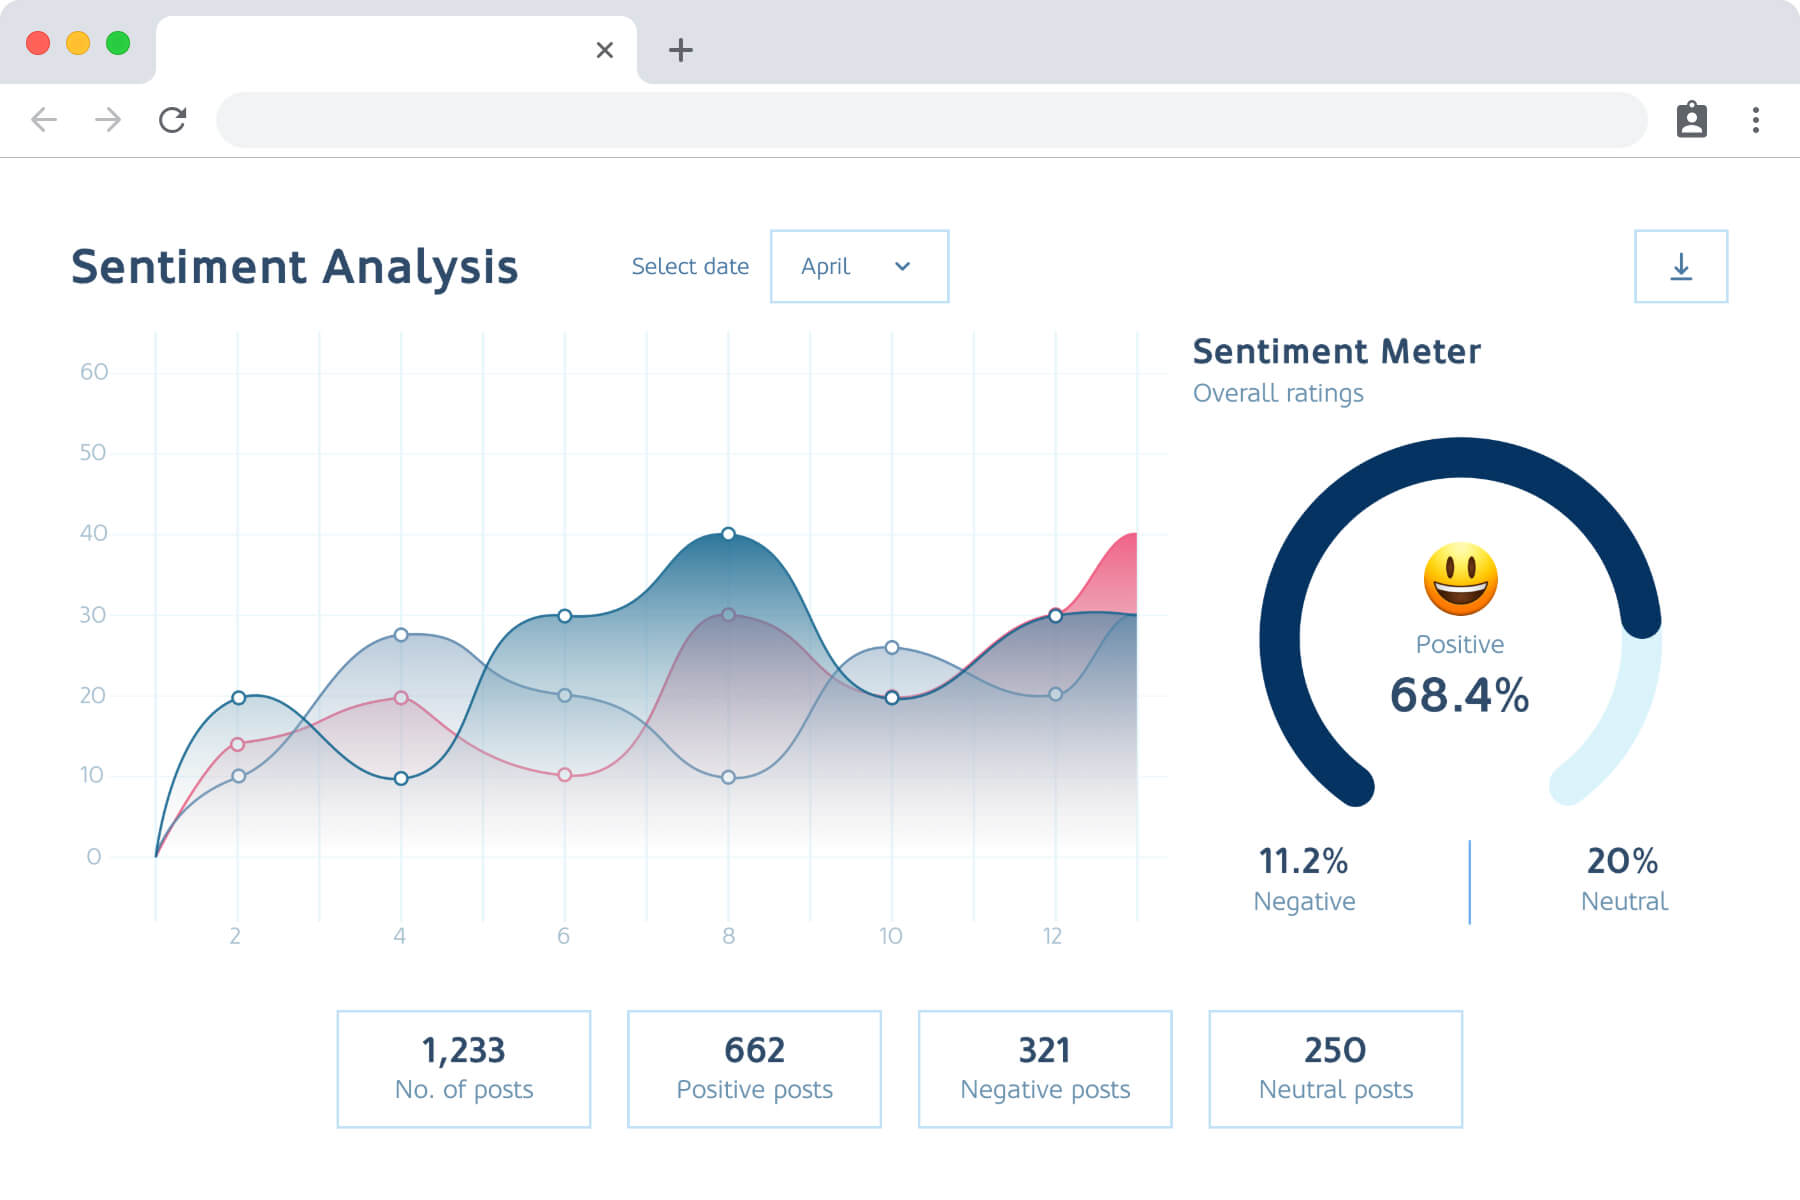 Sentiment Analysis
Select date
April
Sentiment Meter
Overall ratings
60
50
40
30
20
10
0
2 4 6 8 10 12
Positive
68.4%
11.2%
Negative
20%
Neutral
1,233
No. of posts
662
Positive posts
321
Negative posts
250
Neutral posts